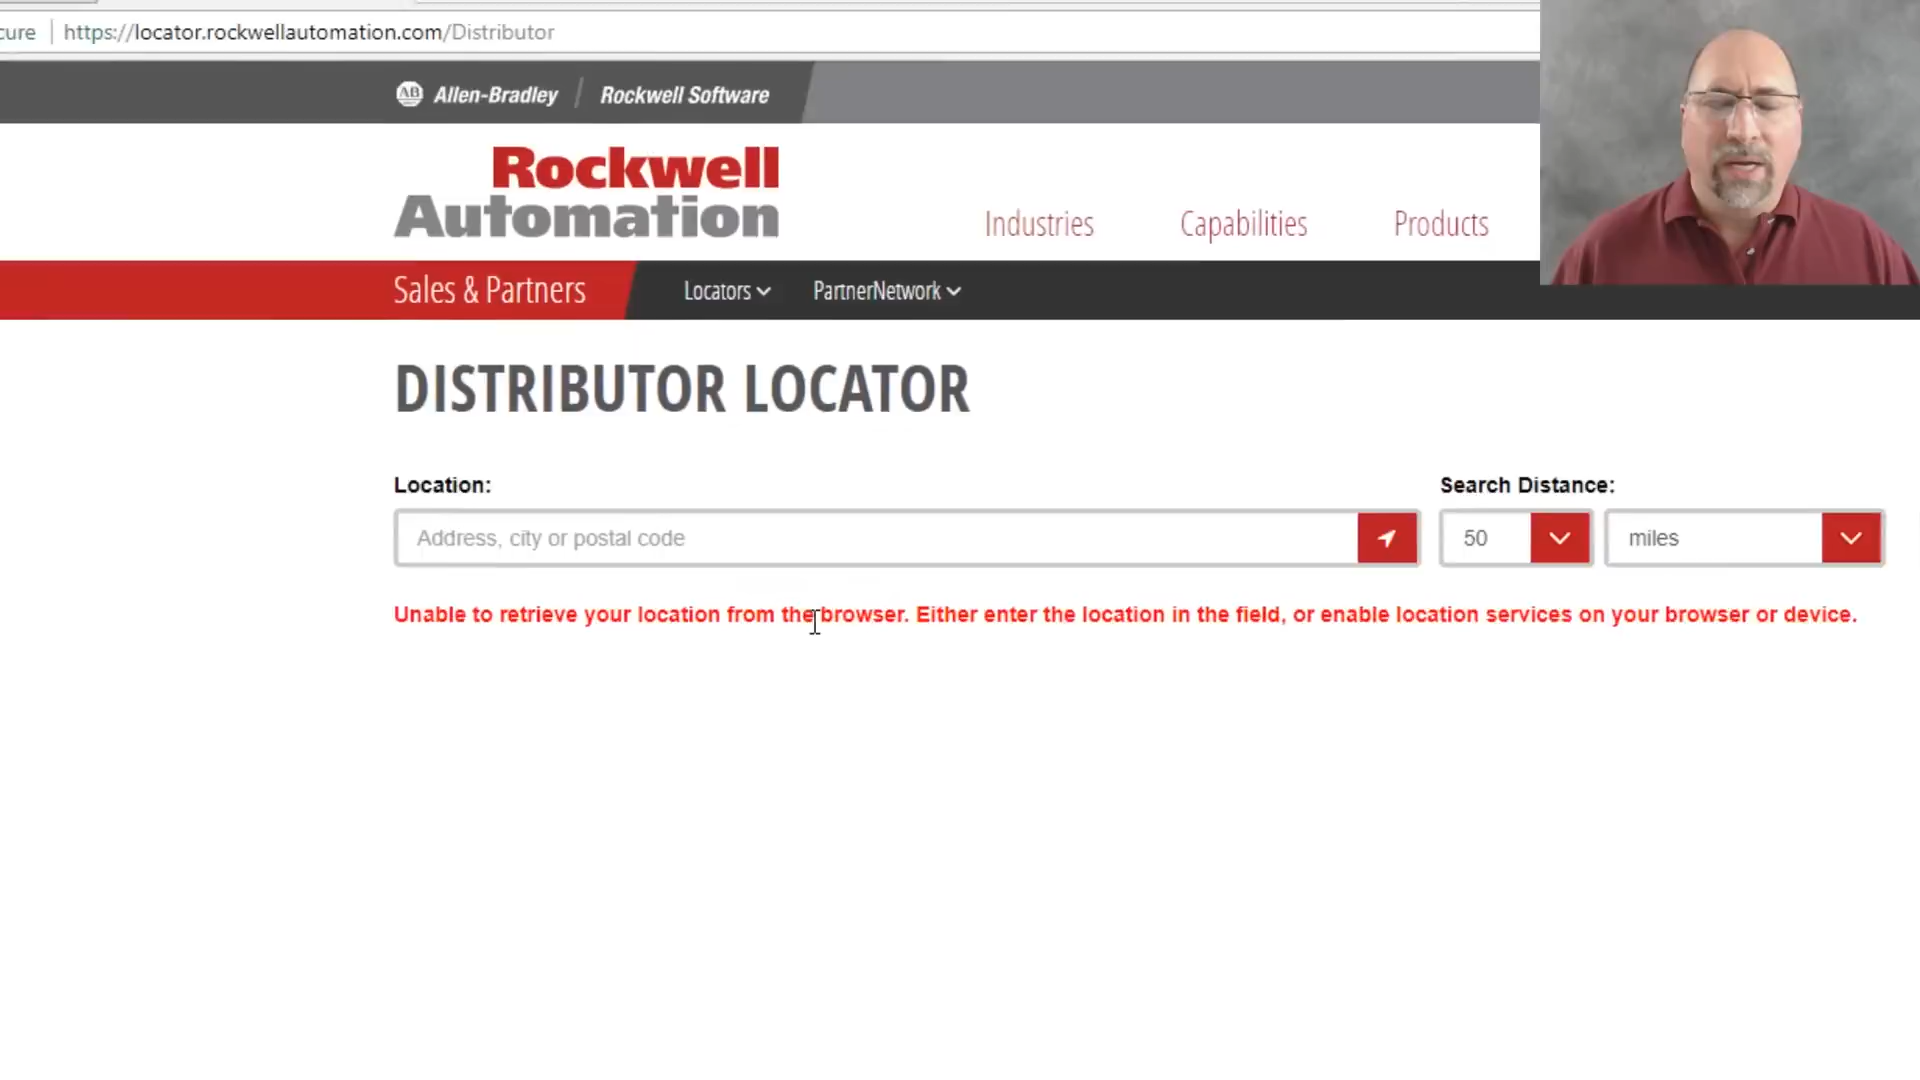 cure | https://locator.rockwellautomation.com/Distributor
AB Allen-Bradley / Rockwell Software
Rockwell
Automation
Industries Capabilities Products
Sales & Partners Locators PartnerNetwork
DISTRIBUTOR LOCATOR
Location: Search Distance:
Address, city or postal code 50 miles
Unable to retrieve your location from the browser. Either enter the location in the field, or enable location services on your browser or device.